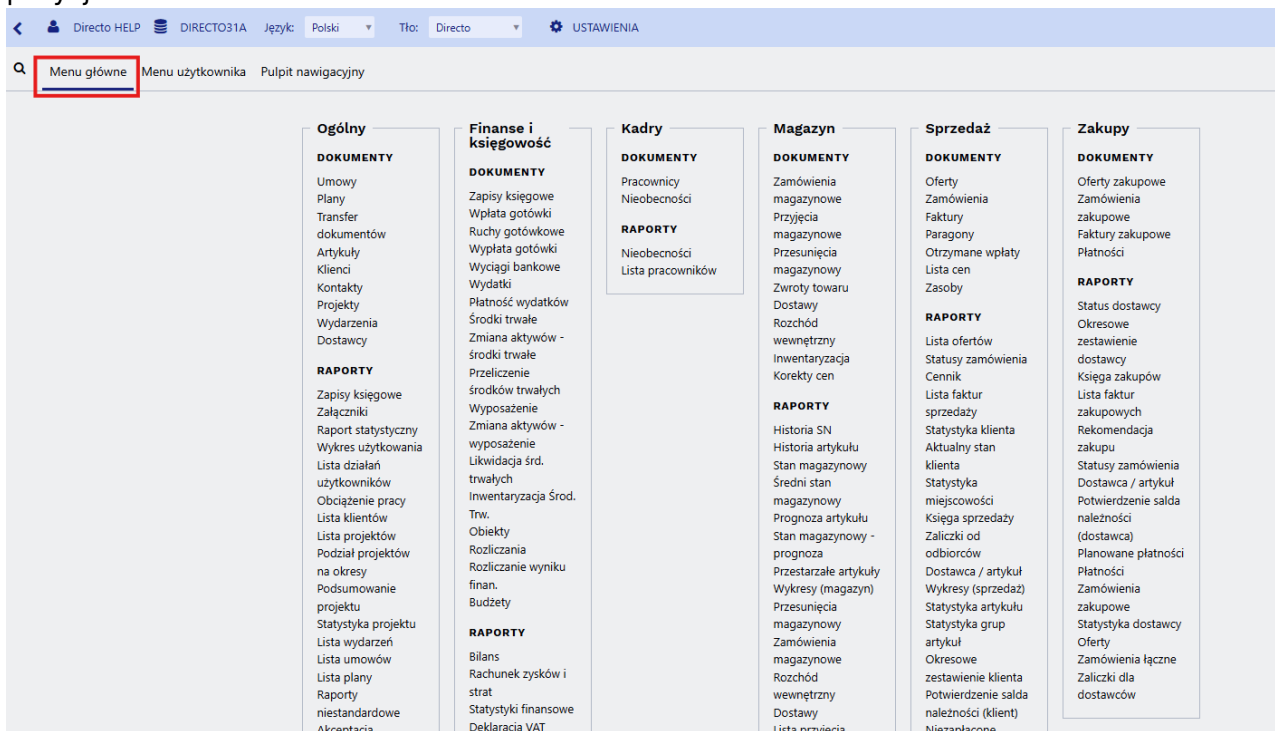 Directo HELP DIRECTO31A Język: Polski Tło: Directo USTAWIENIA
Menu główne Menu użytkownika Pulpit nawigacyjny
Ogólny
DOKUMENTY
Umowy
Plany
Transfer
dokumentów
Artykuły
Klienci
Kontakty
Projekty
Wydarzenia
Dostawcy
RAPORTY
Zapisy księgowe
Załączniki
Raport statystyczny
Wykres użytkowania
Lista działań
użytkowników
Obciążenie pracy
Lista klientów
Lista projektów
Podział projektów
na okresy
Podsumowanie
projektu
Statystyka projektu
Lista wydarzeń
Lista umowów
Lista plany
Raporty
niestandardowe
Akceptacja
Finanse i
księgowość
DOKUMENTY
Zapisy księgowe
Wpłata gotówki
Ruchy gotówkowe
Wypłata gotówki
Wyciągi bankowe
Wydatki
Płatność wydatków
Środki trwałe
Zmiana aktywów -
środki trwałe
Przeliczenie
środków trwałych
Wyposażenie
Zmiana aktywów -
wyposażenie
Likwidacja śrd.
trwałych
Inwentaryzacja Środ.
Trw.
Obiekty
Rozliczania
Rozliczanie wyniku
finan.
Budżety
RAPORTY
Bilans
Rachunek zysków i
strat
Statystyki finansowe
Deklaracja VAT
Kadry
DOKUMENTY
Pracownicy
Nieobecności
RAPORTY
Nieobecności
Lista pracowników
Magazyn
DOKUMENTY
Zamówienia
magazynowe
Przyjęcia
magazynowe
Przesunięcia
magazynowy
Zwroty towaru
Dostawy
Rozchód
wewnętrzny
Inwentaryzacja
Korekty cen
RAPORTY
Historia SN
Historia artykułu
Stan magazynowy
Średni stan
magazynowy
Prognoza artykułu
Stan magazynowy -
prognoza
Przestarzałe artykuły
Wykresy (magazyn)
Przesunięcia
magazynowy
Zamówienia
magazynowe
Rozchód
wewnętrzny
Dostawy
Lista przyjęcia
Sprzedaż
DOKUMENTY
Oferty
Zamówienia
Faktury
Paragony
Otrzymane wpłaty
Lista cen
Zasoby
RAPORTY
Lista ofertów
Statusy zamówienia
Cennik
Lista faktur
sprzedaży
Statystyka klienta
Aktualny stan
klienta
Statystyka
miejscowości
Księga sprzedaży
Zaliczki od
odbiorców
Dostawca / artykuł
Wykresy (sprzedaż)
Statystyka artykułu
Statystyka grup
artykuł
Okresowe
zestawienie klienta
Potwierdzenie salda
należności (klient)
Niezapłacone
Zakupy
DOKUMENTY
Oferty zakupowe
Zamówienia
zakupowe
Faktury zakupowe
Płatności
RAPORTY
Status dostawcy
Okresowe
zestawienie
dostawcy
Księga zakupów
Lista faktur
zakupowych
Rekomendacja
zakupu
Statusy zamówienia
Dostawca / artykuł
Potwierdzenie salda
należności
(dostawca)
Planowane płatności
Płatności
Zamówienia
zakupowe
Statystyka dostawcy
Oferty
Zamówienia łączne
Zaliczki dla
dostawców